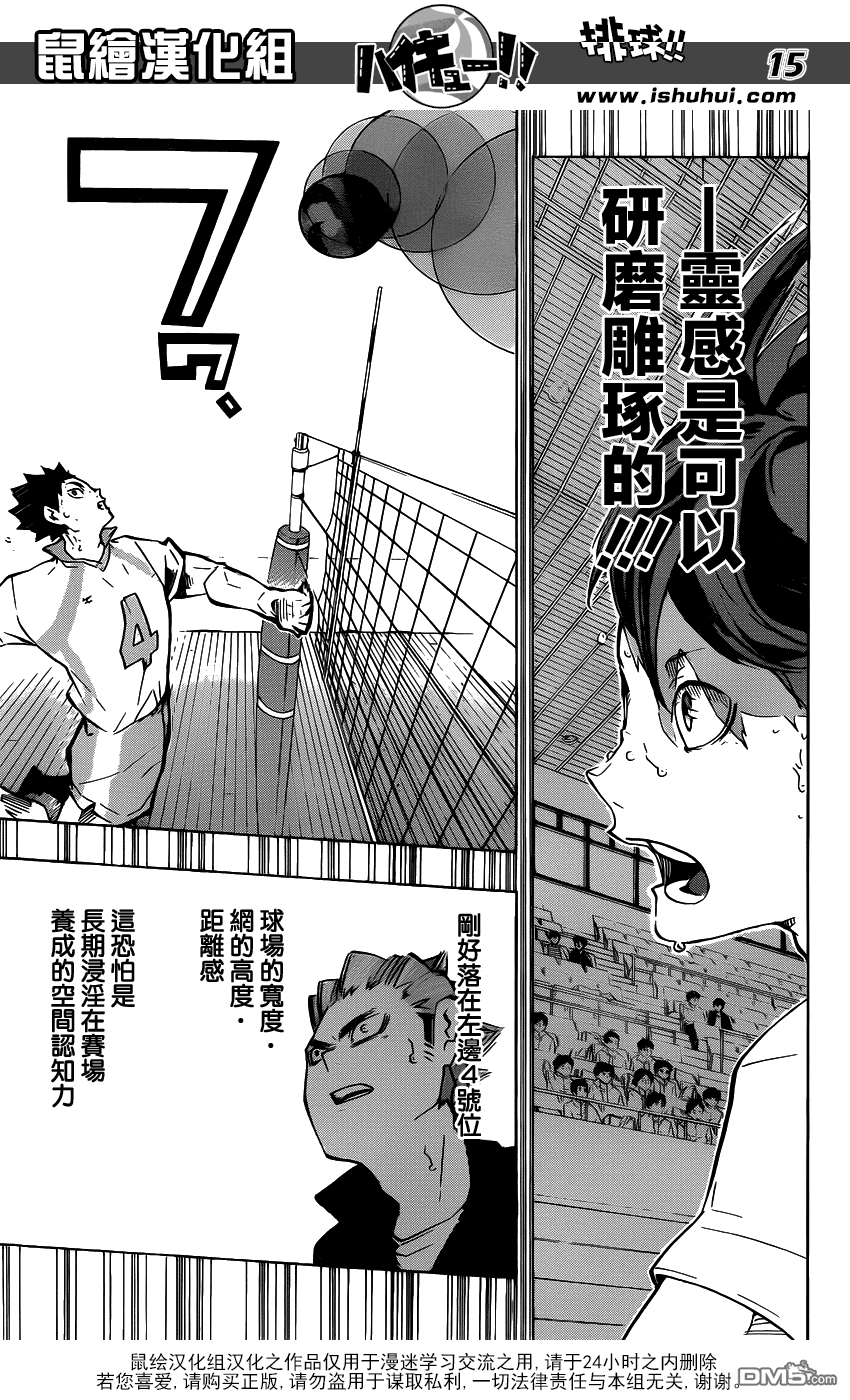 鼠繪漢化組
ハイキュー!!
排球!!
15
www.ishuhui.com
—靈感是可以
研磨雕琢的!!!
フッ
4
剛好落在左邊4號位
球場的寬度·
網的高度·
距離感
這恐怕是
長期浸淫在賽場
養成的空間認知力
鼠绘汉化组汉化之作品仅用于漫迷学习交流之用, 请于24小时之内删除
若您喜爱, 请购买正版, 请勿盗用于谋取私利, 一切法律责任与本组无关, 谢谢。
DM5.com